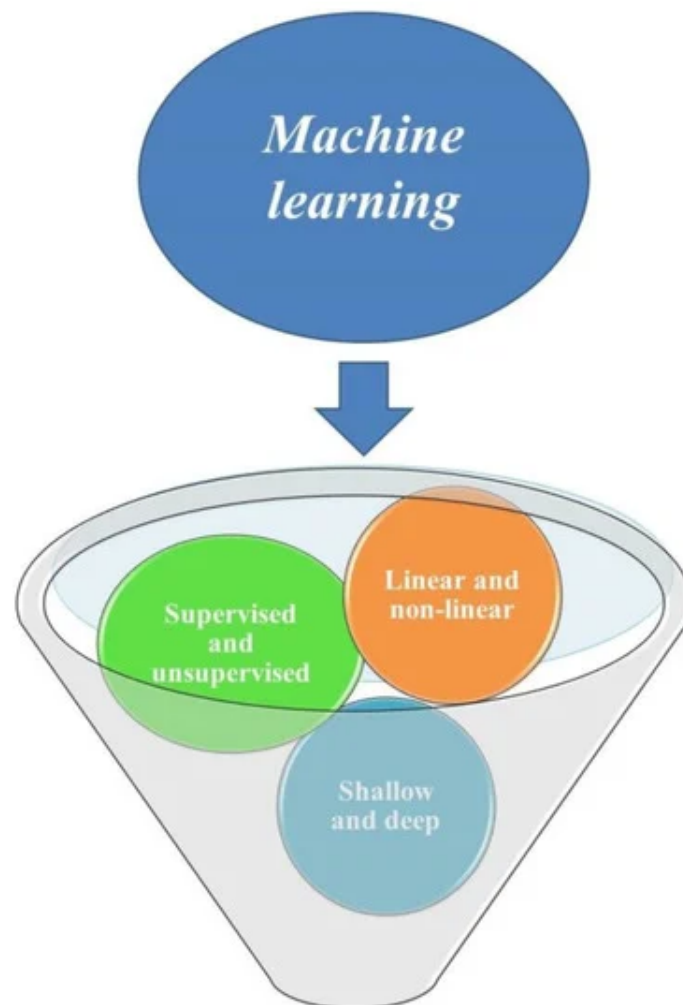 Machine
learning
Linear and
non-linear
Supervised
and
unsupervised
Shallow
and deep